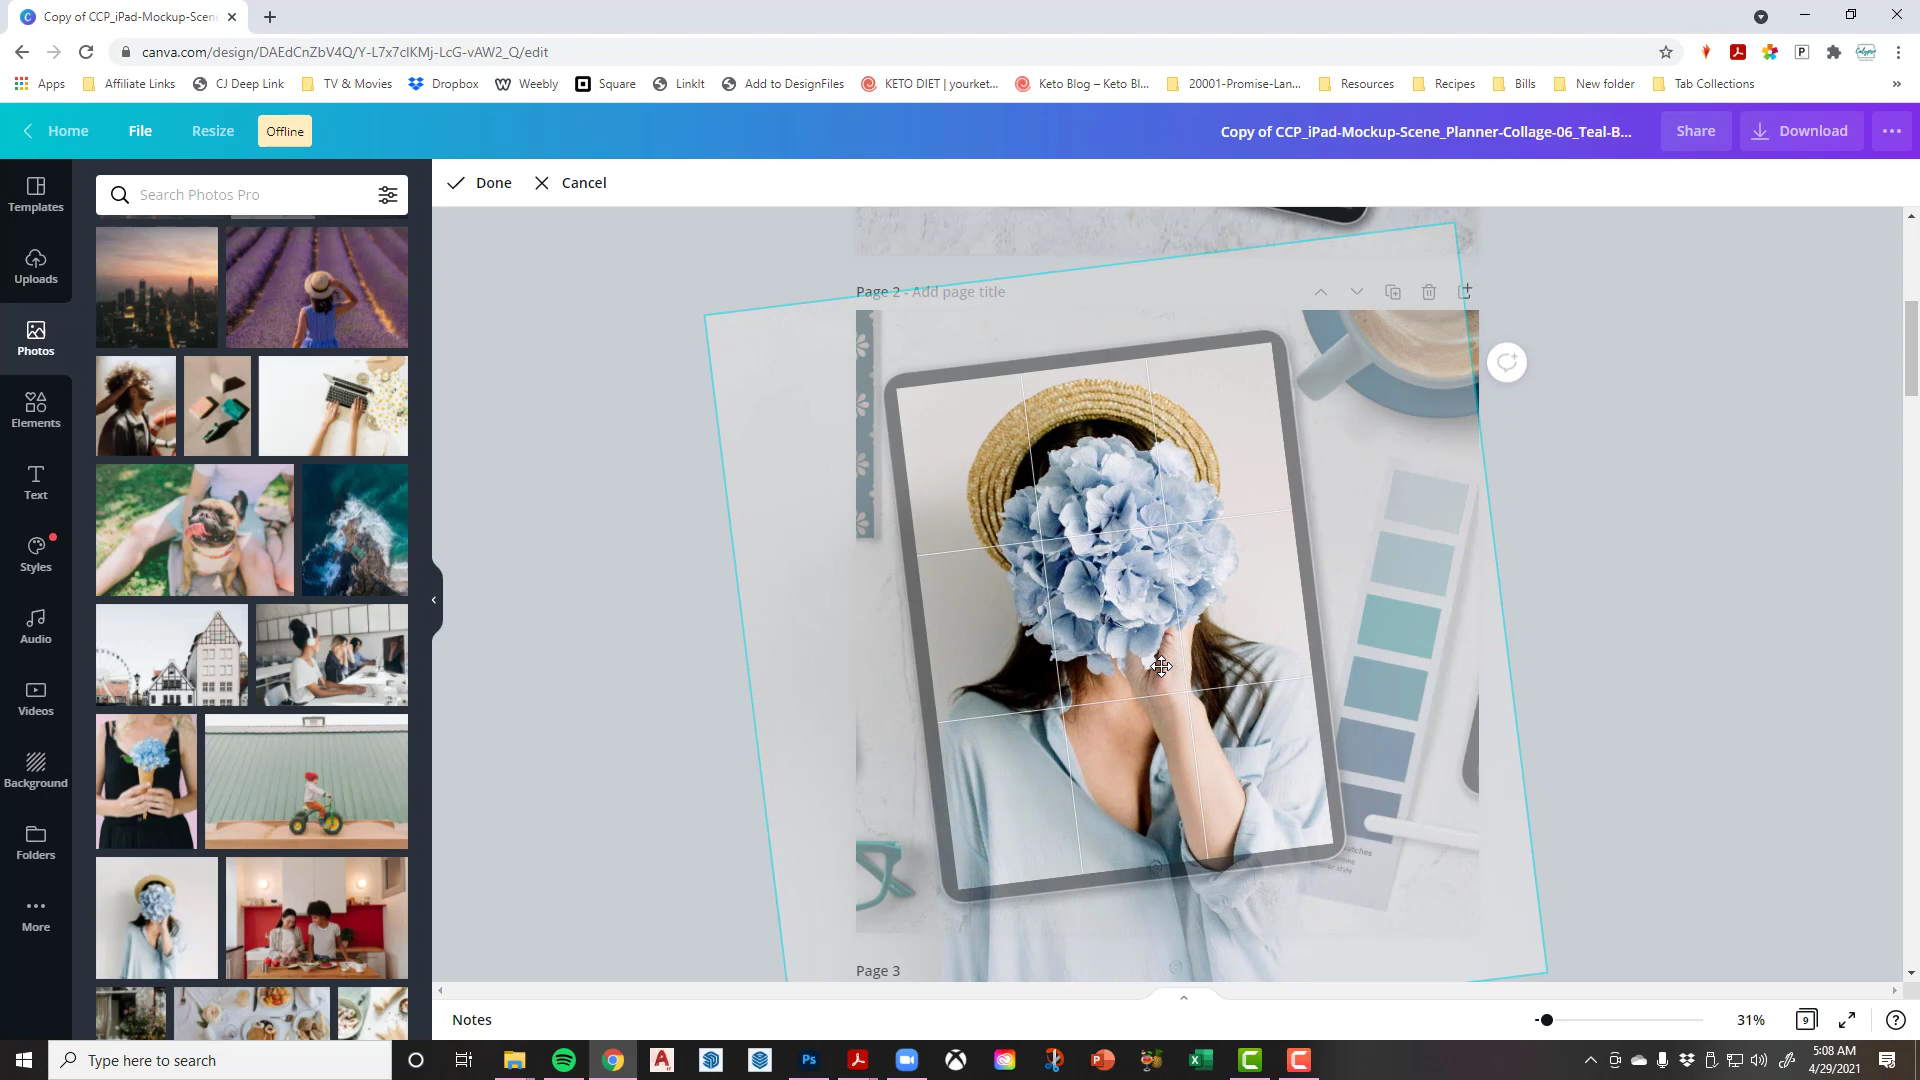 Copy of CCP_iPad-Mockup-Scen
canva.com/design/DAEdCnZbV4Q/Y-L7x7clKMj-LcG-vAW2_Q/edit
Apps
Affiliate Links
CJ Deep Link
TV & Movies
Dropbox
Weebly
Square
LinkIt
Add to DesignFiles
KETO DIET | yourket...
Keto Blog – Keto Bl...
20001-Promise-Lan...
Resources
Recipes
Bills
New folder
Tab Collections
»
Home
File
Resize
Offline
Copy of CCP_iPad-Mockup-Scene_Planner-Collage-06_Teal-B...
Share
Download
Templates
Uploads
Photos
Elements
Text
Styles
Audio
Videos
Background
Folders
More
Search Photos Pro
Done
Cancel
Page 2 - Add page title
Page 3
Notes
31%
9
Type here to search
5:08 AM
4/29/2021